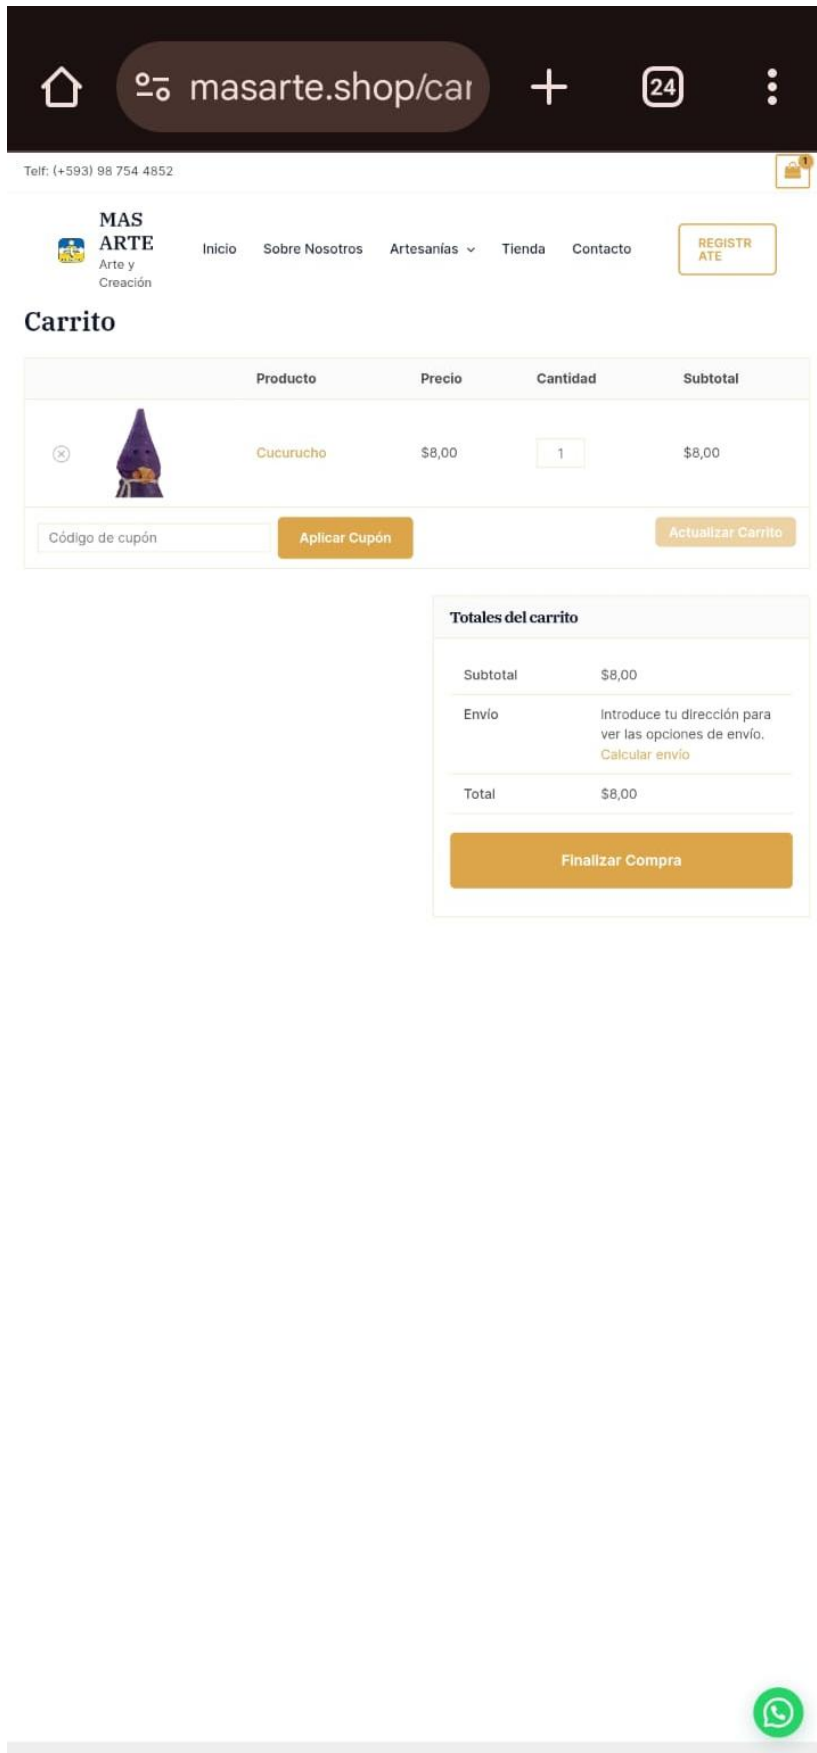 masarte.shop/car
24
Telf: (+593) 98 754 4852
1
MAS
ARTE
Arte y
Creación
Inicio Sobre Nosotros Artesanías Tienda Contacto
REGISTR
ATE
Carrito
Producto Precio Cantidad Subtotal
Cucurucho $8,00 1 $8,00
Código de cupón Aplicar Cupón Actualizar Carrito
Totales del carrito
Subtotal $8,00
Envío Introduce tu dirección para
ver las opciones de envío.
Calcular envío
Total $8,00
Finalizar Compra